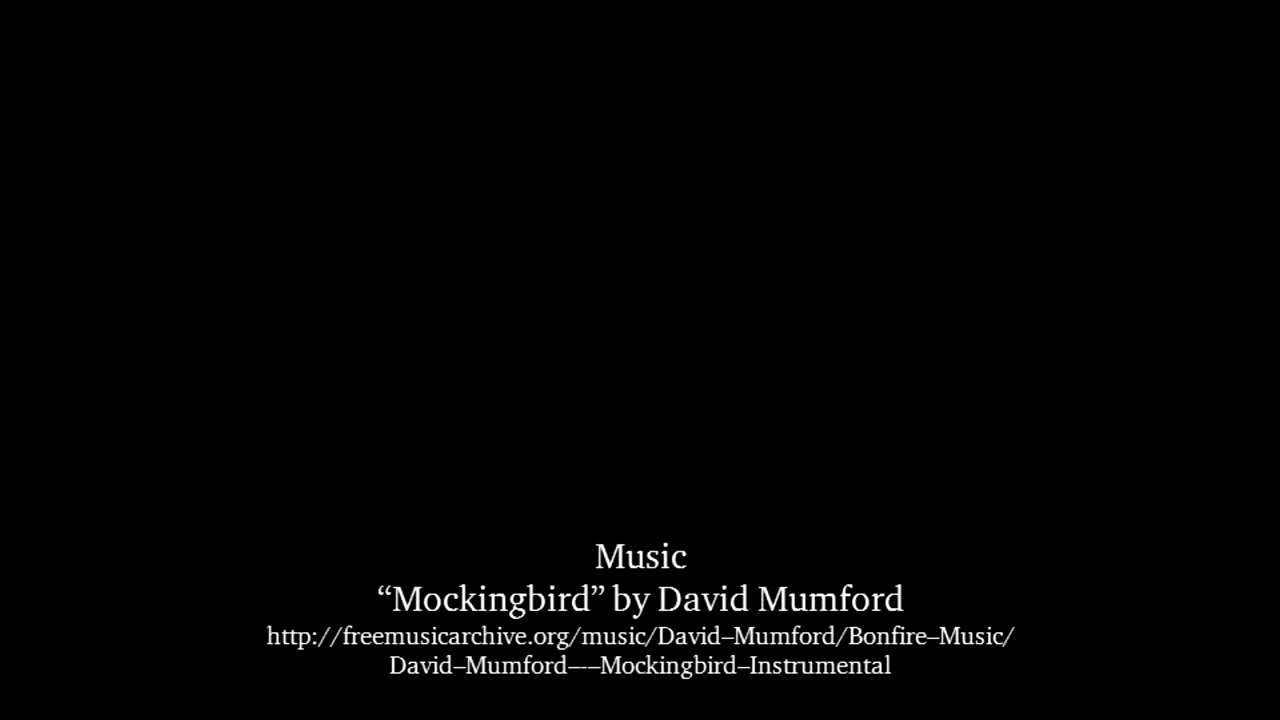 Music
“Mockingbird” by David Mumford
http://freemusicarchive.org/music/David–Mumford/Bonfire–Music/
David–Mumford–-–Mockingbird–Instrumental